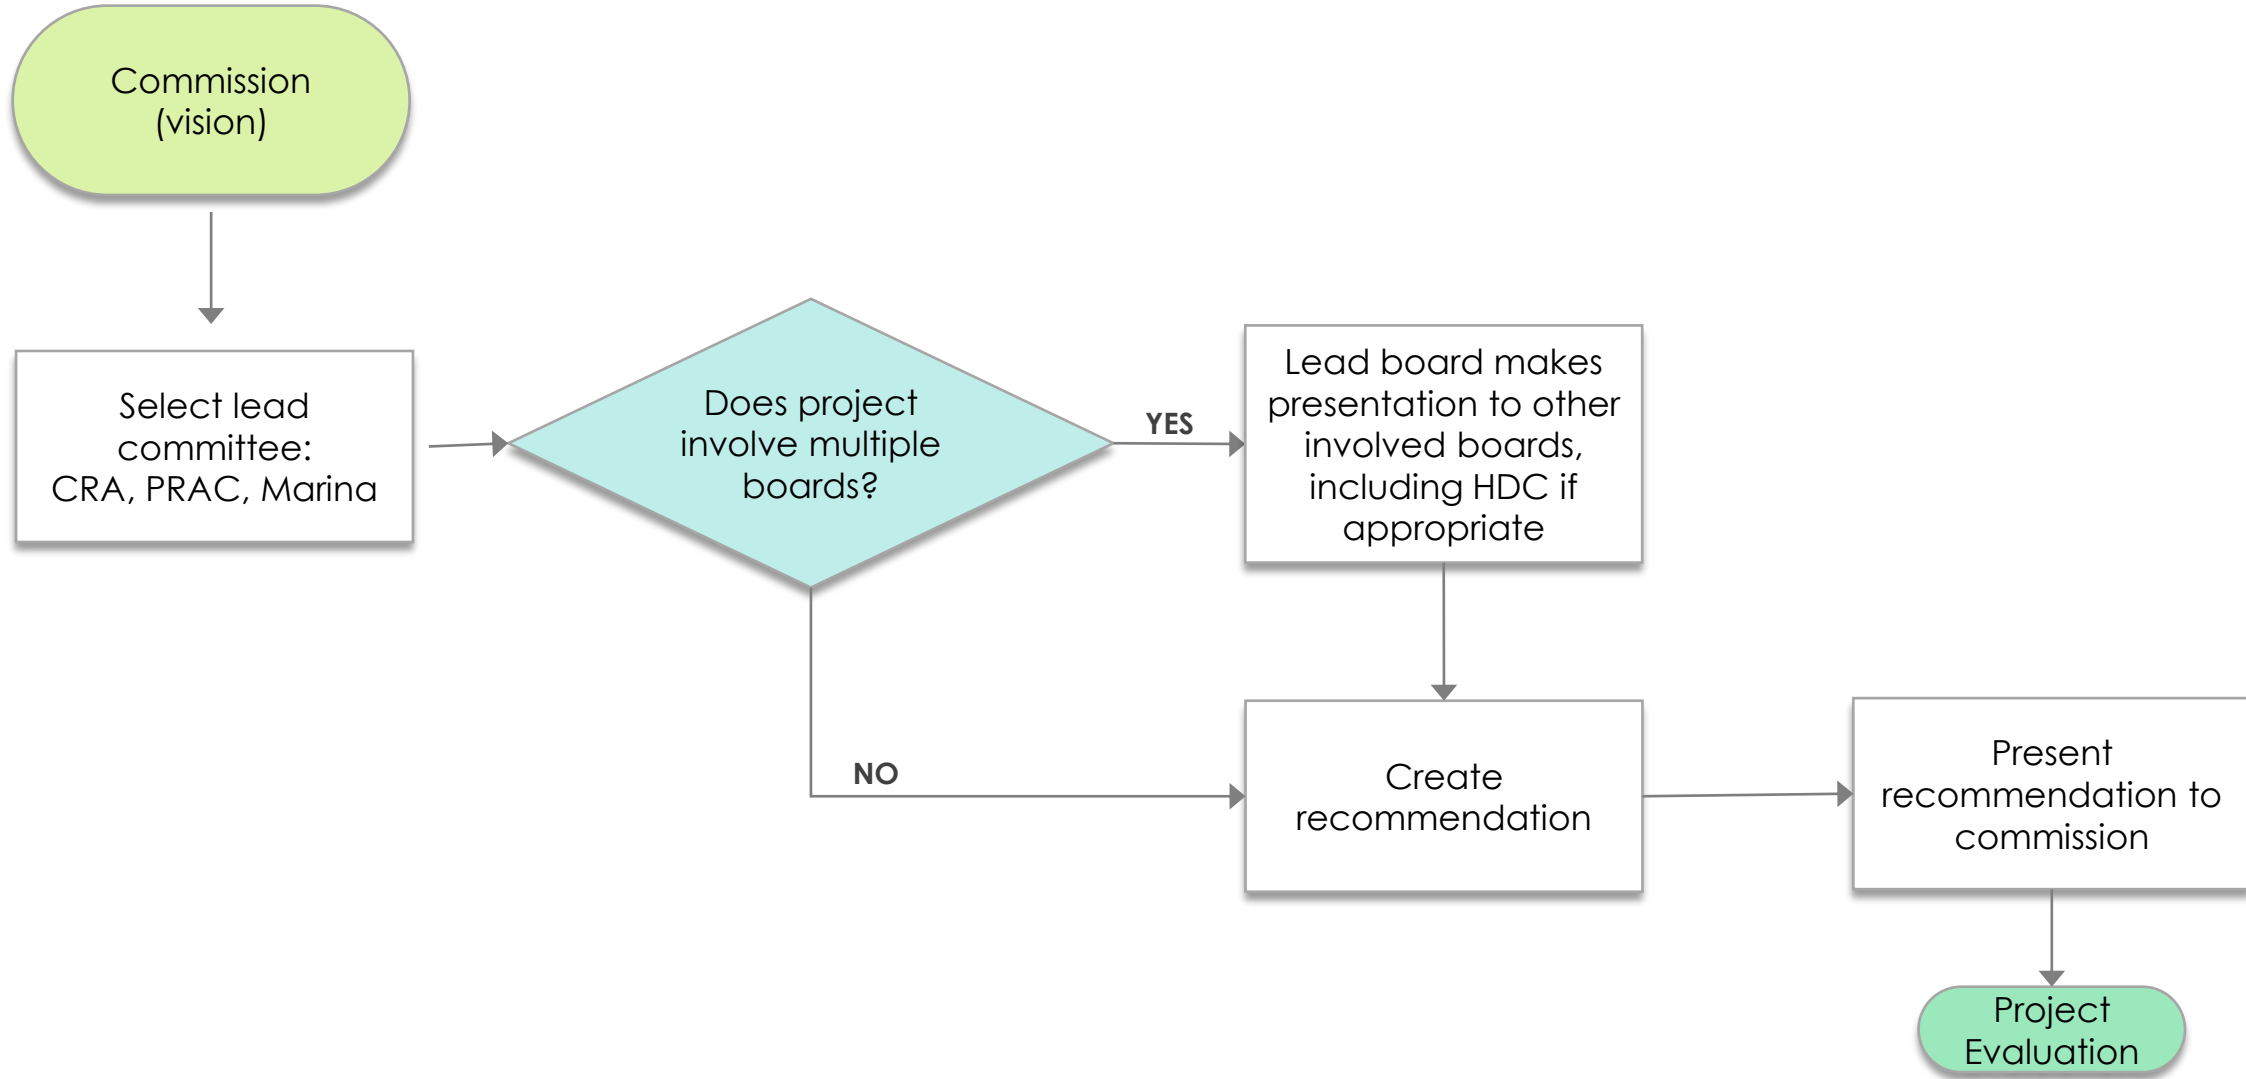 Commission
(vision)
Select lead
committee:
CRA, PRAC, Marina
Does project
involve multiple
boards?
YES
Lead board makes
presentation to other
involved boards,
including HDC if
appropriate
NO
Create
recommendation
Present
recommendation to
commission
Project
Evaluation